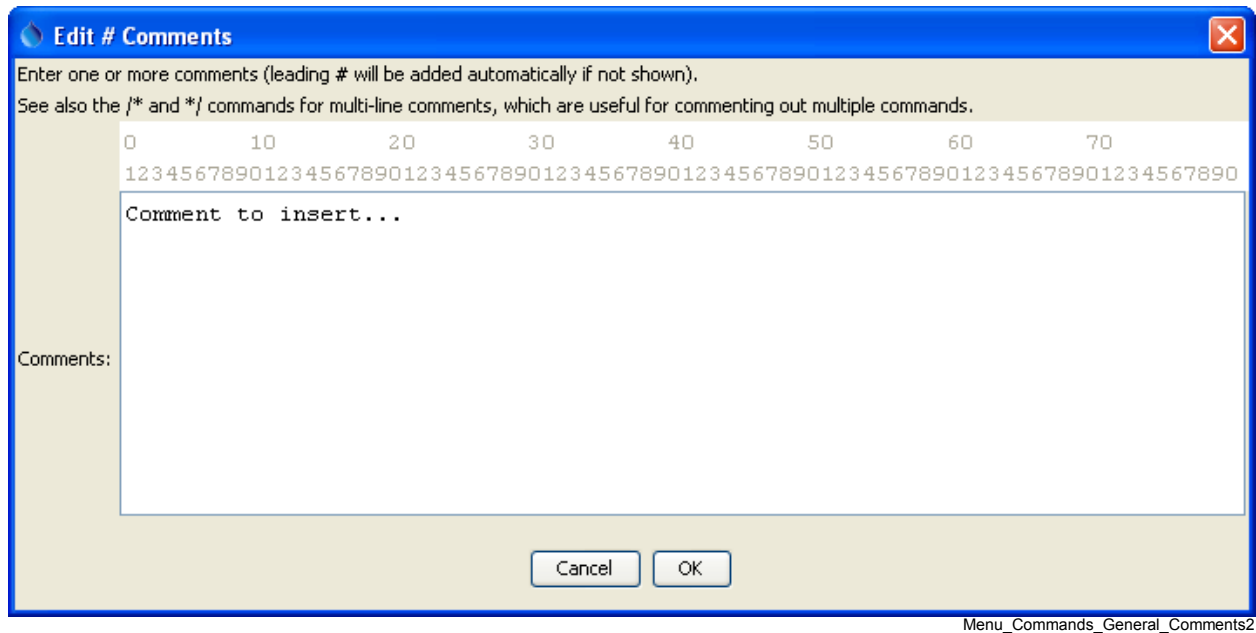 Edit # Comments
Enter one or more comments (leading # will be added automatically if not shown).
See also the /* and */ commands for multi-line comments, which are useful for commenting out multiple commands.
0 10 20 30 40 50 60 70
12345678901234567890123456789012345678901234567890123456789012345678901234567890
Comment to insert...
Comments:
Cancel OK
Menu_Commands_General_Comments2